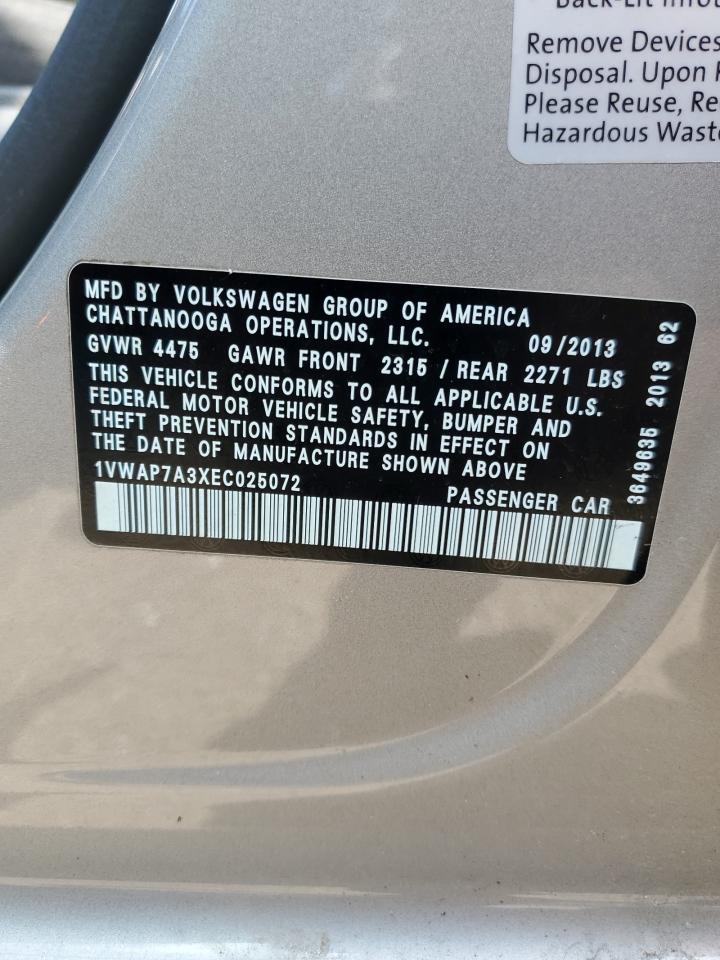 Remove Devices
Disposal. Upon
Please Reuse, Re
Hazardous Waste
MFD BY VOLKSWAGEN GROUP OF AMERICA
CHATTANOOGA OPERATIONS, LLC. 09/2013
GVWR 4475 GAWR FRONT 2315 / REAR 2271 LBS
THIS VEHICLE CONFORMS TO ALL APPLICABLE U.S.
FEDERAL MOTOR VEHICLE SAFETY, BUMPER AND
THEFT PREVENTION STANDARDS IN EFFECT ON
THE DATE OF MANUFACTURE SHOWN ABOVE
1VWAP7A3XEC025072 PASSENGER CAR
3649635 2013 62